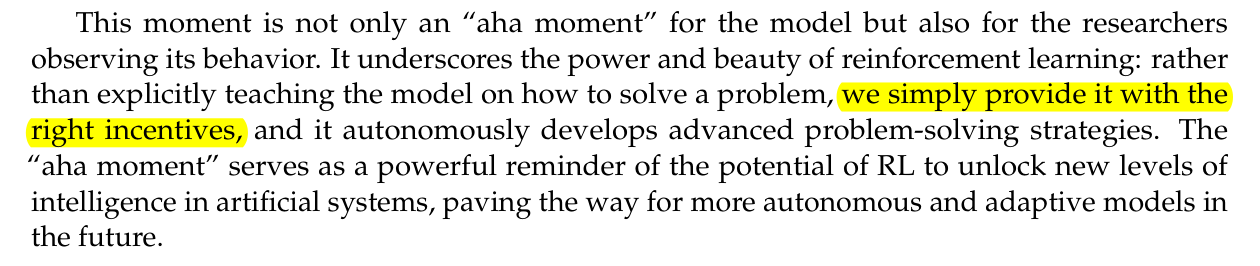 This moment is not only an “aha moment” for the model but also for the researchers
observing its behavior. It underscores the power and beauty of reinforcement learning: rather
than explicitly teaching the model on how to solve a problem, we simply provide it with the
right incentives, and it autonomously develops advanced problem-solving strategies. The
“aha moment” serves as a powerful reminder of the potential of RL to unlock new levels of
intelligence in artificial systems, paving the way for more autonomous and adaptive models in
the future.